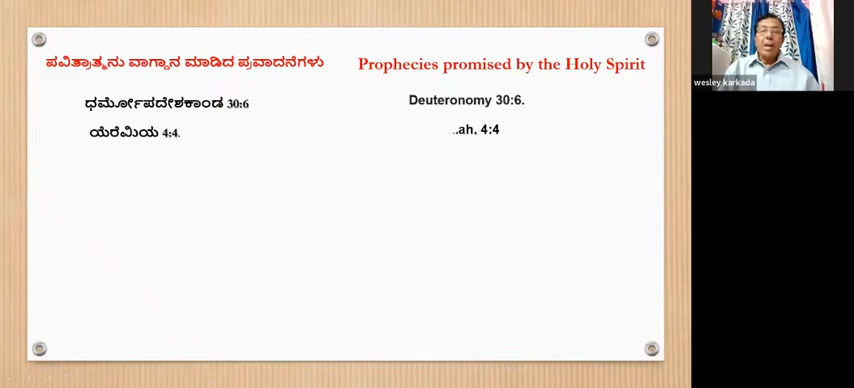 ಪವಿತ್ರಾತ್ಮನು ವಾಗ್ದಾನ ಮಾಡಿದ ಪ್ರವಾದನೆಗಳು
ಧರ್ಮೋಪದೇಶಕಾಂಡ 30:6
ಯೆರೆಮಿಯ 4:4.
Prophecies promised by the Holy Spirit
Deuteronomy 30:6.
ah, 4:4
wesley karkada